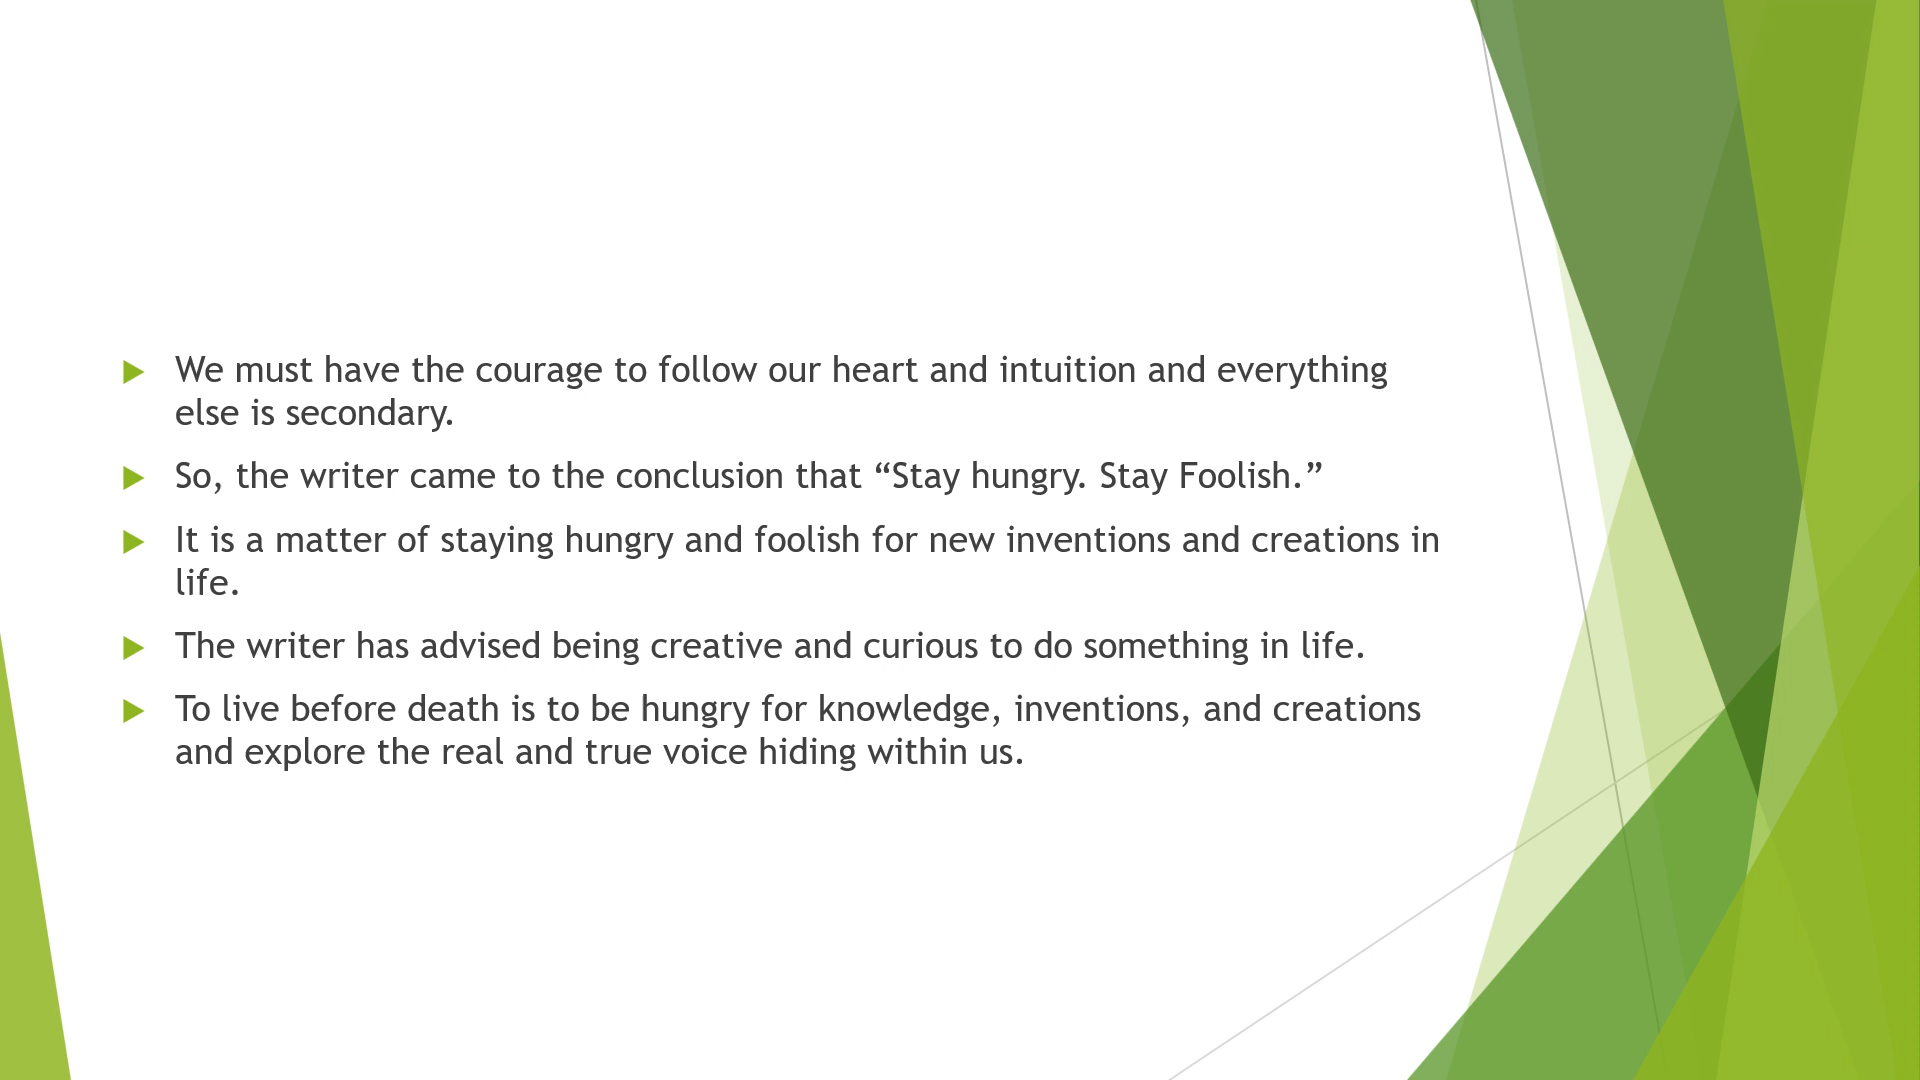 We must have the courage to follow our heart and intuition and everything
else is secondary.
So, the writer came to the conclusion that “Stay hungry. Stay Foolish.”
It is a matter of staying hungry and foolish for new inventions and creations in
life.
The writer has advised being creative and curious to do something in life.
To live before death is to be hungry for knowledge, inventions, and creations
and explore the real and true voice hiding within us.